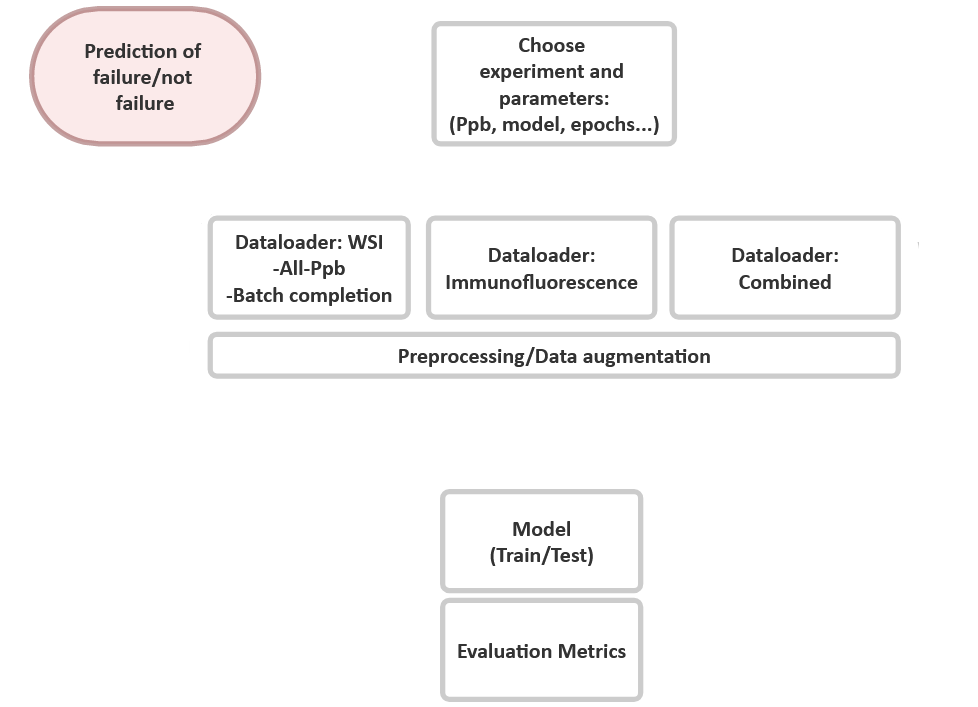 Prediction of
failure/not
failure
Choose
experiment and
parameters:
(Ppb, model, epochs...)
Dataloader: WSI
-All-Ppb
-Batch completion
Dataloader:
Immunofluorescence
Dataloader:
Combined
Preprocessing/Data augmentation
Model
(Train/Test)
Evaluation Metrics